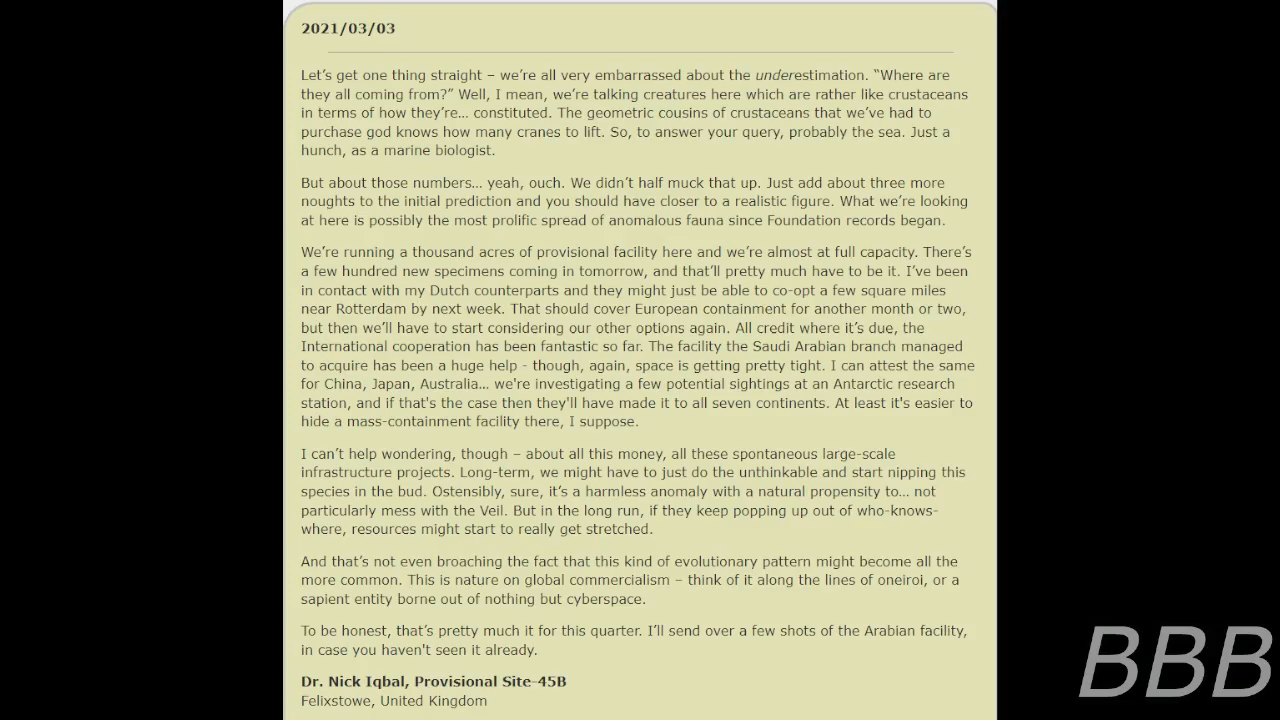 2021/03/03
Let’s get one thing straight – we’re all very embarrassed about the underestimation. “Where are
they all coming from?” Well, I mean, we’re talking creatures here which are rather like crustaceans
in terms of how they’re… constituted. The geometric cousins of crustaceans that we’ve had to
purchase god knows how many cranes to lift. So, to answer your query, probably the sea. Just a
hunch, as a marine biologist.
But about those numbers… yeah, ouch. We didn’t half muck that up. Just add about three more
noughts to the initial prediction and you should have closer to a realistic figure. What we’re looking
at here is possibly the most prolific spread of anomalous fauna since Foundation records began.
We’re running a thousand acres of provisional facility here and we’re almost at full capacity. There’s
a few hundred new specimens coming in tomorrow, and that’ll pretty much have to be it. I’ve been
in contact with my Dutch counterparts and they might just be able to co-opt a few square miles
near Rotterdam by next week. That should cover European containment for another month or two,
but then we’ll have to start considering our other options again. All credit where it’s due, the
International cooperation has been fantastic so far. The facility the Saudi Arabian branch managed
to acquire has been a huge help - though, again, space is getting pretty tight. I can attest the same
for China, Japan, Australia… we're investigating a few potential sightings at an Antarctic research
station, and if that's the case then they'll have made it to all seven continents. At least it's easier to
hide a mass-containment facility there, I suppose.
I can’t help wondering, though – about all this money, all these spontaneous large-scale
infrastructure projects. Long-term, we might have to just do the unthinkable and start nipping this
species in the bud. Ostensibly, sure, it’s a harmless anomaly with a natural propensity to… not
particularly mess with the Veil. But in the long run, if they keep popping up out of who-knows-
where, resources might start to really get stretched.
And that’s not even broaching the fact that this kind of evolutionary pattern might become all the
more common. This is nature on global commercialism – think of it along the lines of oneiroi, or a
sapient entity borne out of nothing but cyberspace.
To be honest, that’s pretty much it for this quarter. I’ll send over a few shots of the Arabian facility,
in case you haven't seen it already.
Dr. Nick Iqbal, Provisional Site-45B
Felixstowe, United Kingdom
BBB